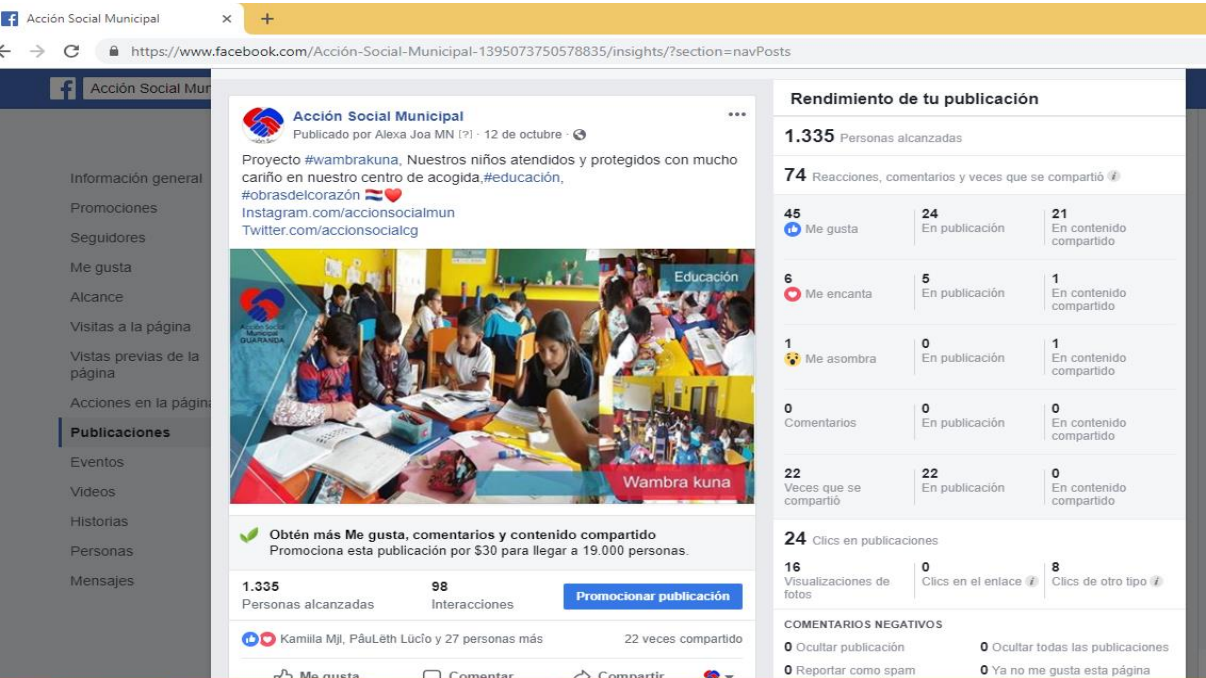 Acción Social Municipal
https://www.facebook.com/Acción-Social-Municipal-1395073750578835/insights/?section=navPosts
Acción Social Mun
Información general
Promociones
Seguidores
Me gusta
Alcance
Visitas a la página
Vistas previas de la
página
Acciones en la página
Publicaciones
Eventos
Videos
Historias
Personas
Mensajes
Acción Social Municipal
Publicado por Alexa Joa MN [?] · 12 de octubre ·
Proyecto #wambrakuna, Nuestros niños atendidos y protegidos con mucho
cariño en nuestro centro de acogida,#educación,
#obrasdelcorazón
Instagram.com/accionsocialmun
Twitter.com/accionsocialcg
Educación
Acción Social
Municipal
GUARANDA
Wambra kuna
Obtén más Me gusta, comentarios y contenido compartido
Promociona esta publicación por $30 para llegar a 19.000 personas.
1.335 98
Personas alcanzadas Interacciones Promocionar publicación
Kamiila Mjl, PâuLëth Lücîo y 27 personas más 22 veces compartido
Me gusta Comentar Compartir
Rendimiento de tu publicación
1.335 Personas alcanzadas
74 Reacciones, comentarios y veces que se compartió
45 24 21
Me gusta En publicación En contenido
compartido
6 5 1
Me encanta En publicación En contenido
compartido
1 0 1
Me asombra En publicación En contenido
compartido
0 0 0
Comentarios En publicación En contenido
compartido
22 22 0
Veces que se En publicación En contenido
compartió compartido
24 Clics en publicaciones
16 0 8
Visualizaciones de Clics en el enlace Clics de otro tipo
fotos
COMENTARIOS NEGATIVOS
0 Ocultar publicación 0 Ocultar todas las publicaciones
0 Reportar como spam 0 Ya no me gusta esta página